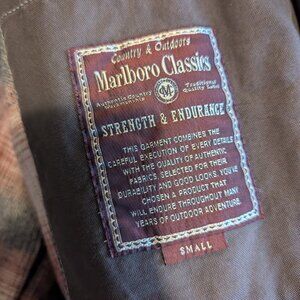 Country & Outdoors
Marlboro Classics
Authentic Country Traditional
Workmanship M Quality Label
STRENGTH & ENDURANCE
THIS GARMENT COMBINES THE
CAREFUL EXECUTION OF EVERY DETAILS
WITH THE QUALITY OF AUTHENTIC
FABRICS, SELECTED FOR THEIR
DURABILITY AND GOOD LOOKS. YOU'VE
CHOSEN A PRODUCT THAT
WILL ENDURE THROUGHOUT MANY
YEARS OF OUTDOOR ADVENTURE.
SMALL